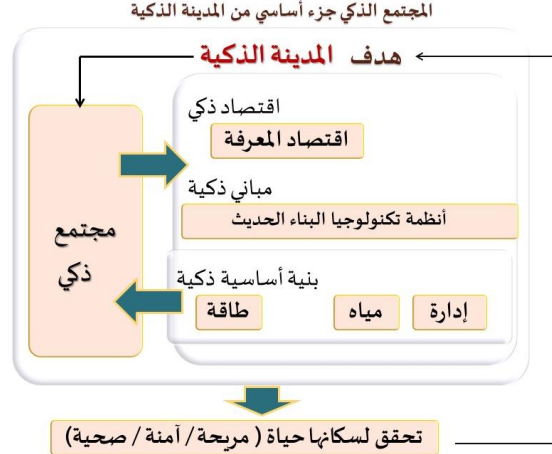 المجتمع الذكي جزء أساسي من المدينة الذكية
هدف المدينة الذكية
اقتصاد ذكي
اقتصاد المعرفة
مباني ذكية
أنظمة تكنولوجيا البناء الحديث
بنية أساسية ذكية
إدارة
مياه
طاقة
مجتمع
ذكي
تحقق لسكانها حياة ( مريحة/ آمنة / صحية)